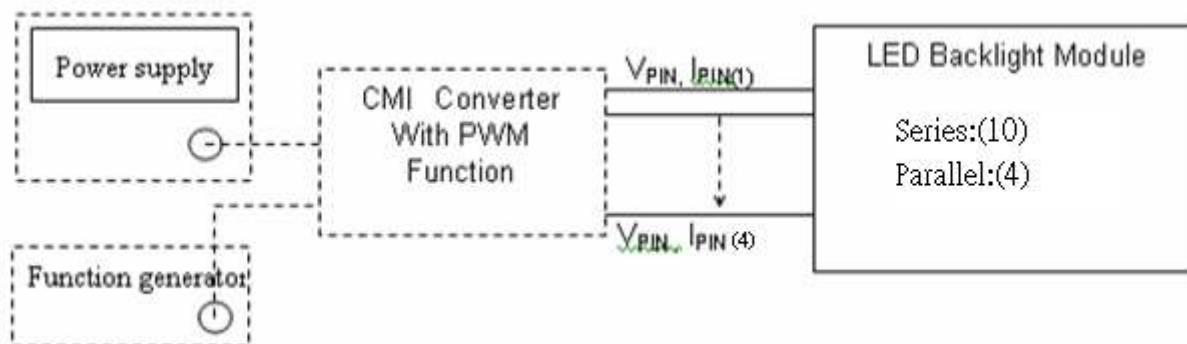 Power supply
Function generator
CMI Converter
With PWM
Function
VPIN, IPIN(1)
VPIN, IPIN (4)
LED Backlight Module
Series:(10)
Parallel:(4)